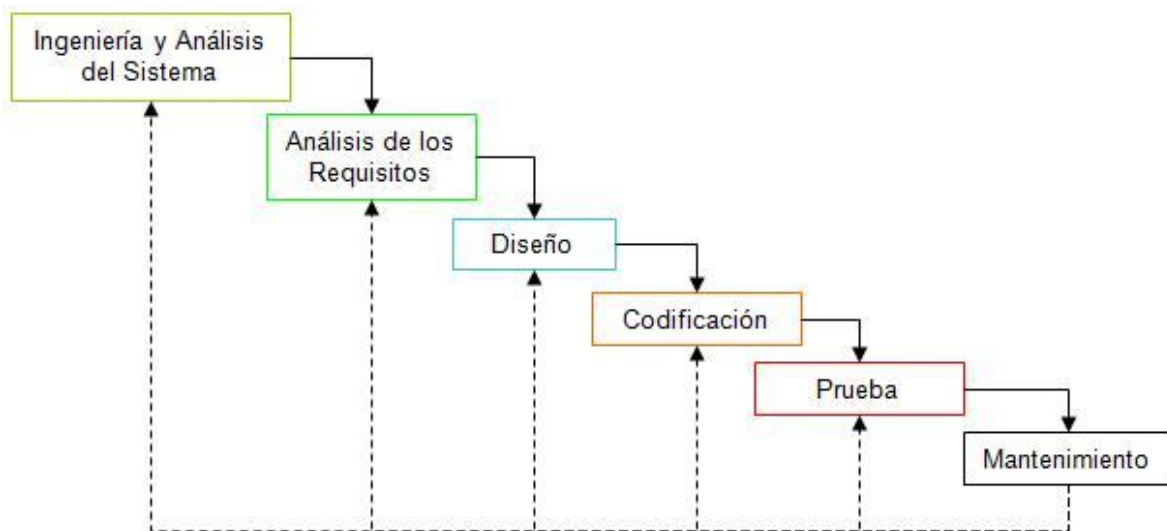 Ingeniería y Análisis
del Sistema
Análisis de los
Requisitos
Diseño
Codificación
Prueba
Mantenimiento